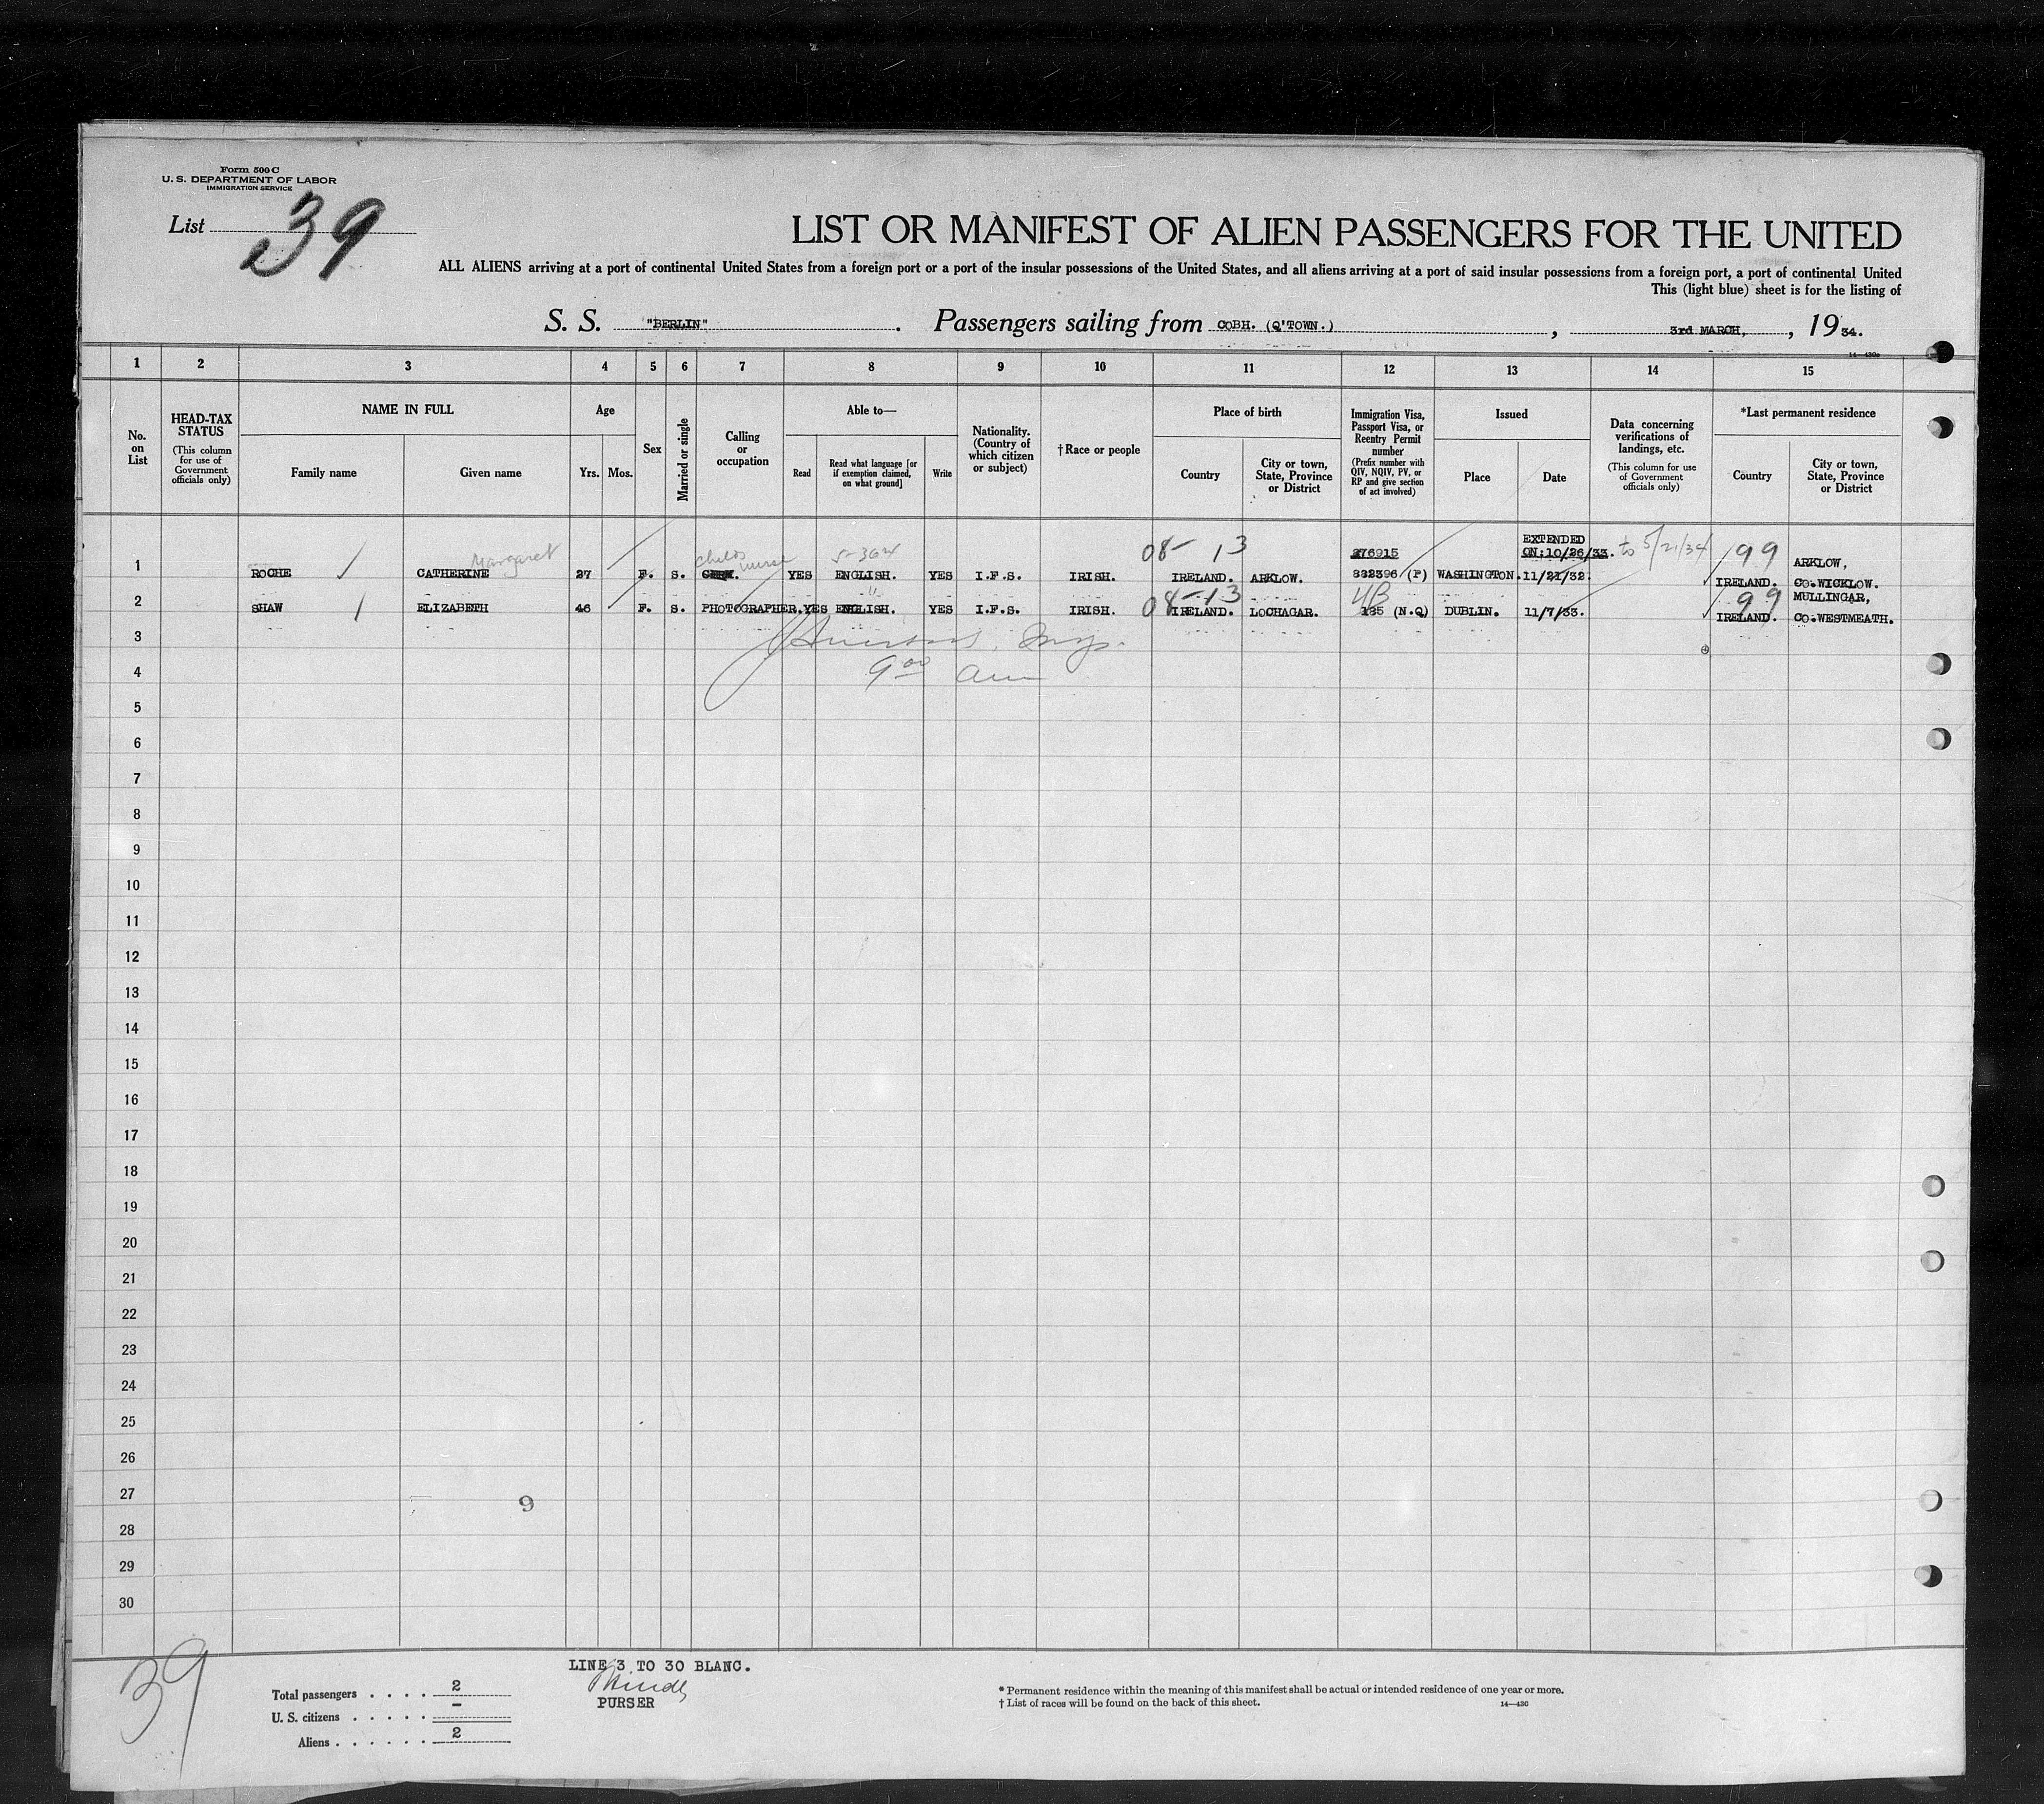 Form 500 C
U. S. DEPARTMENT OF LABOR
IMMIGRATION SERVICE
List 39
LIST OR MANIFEST OF ALIEN PASSENGERS FOR THE UNITED
ALL ALIENS arriving at a port of continental United States from a foreign port or a port of the insular possessions of the United States, and all aliens arriving at a port of said insular possessions from a foreign port, a port of continental United
This (light blue) sheet is for the listing of
S. S. "BERLIN". Passengers sailing from COBH. (Q'TOWN.), 3rd MARCH, , 19 34.
1 2 3 4 5 6 7 8 9 10 11 12 13 14 15
No. on List
HEAD-TAX STATUS
(This column for use of Government officials only)
NAME IN FULL
Family name
Given name
Age
Yrs. Mos.
Sex
Married or single
Calling or occupation
Able to—
Read
Read what language [or if exemption claimed, on what ground]
Write
Nationality. (Country of which citizen or subject)
† Race or people
Place of birth
Country
City or town, State, Province or District
Immigration Visa, Passport Visa, or Reentry Permit number
(Prefix number with QIV, NQIV, PV, or RP and give section of act involved)
Issued
Place
Date
Data concerning verifications of landings, etc.
(This column for use of Government officials only)
*Last permanent residence
Country
City or town, State, Province or District
Margaret childs nurse 08- 13 276915 EXTENDED ON:10/26/33. to 5/21/34 99 ARKLOW,
1 ROCHE CATHERINE 27 F. S. YES ENGLISH. YES I.F.S. IRISH. IRELAND. ARKLOW. 332396 (P) WASHINGTON. 11/21/32. IRELAND. CO.WICKLOW.
08-13 99 MULLINGAR,
2 SHAW ELIZABETH 46 F. S. PHOTOGRAPHER. YES ENGLISH. YES I.F.S. IRISH. IRELAND. LOCHAGAR. 135 (N.Q) DUBLIN. 11/7/33. IRELAND. CO.WESTMEATH.
3
9 00 am
4
5
6
7
8
9
10
11
12
13
14
15
16
17
18
19
20
21
22
23
24
25
26
27
9
28
29
30
39
LINE 3 TO 30 BLANC.
PURSER
Total passengers . . . . 2
U. S. citizens . . . . . –
Aliens . . . . . . 2
* Permanent residence within the meaning of this manifest shall be actual or intended residence of one year or more.
† List of races will be found on the back of this sheet.
14—430